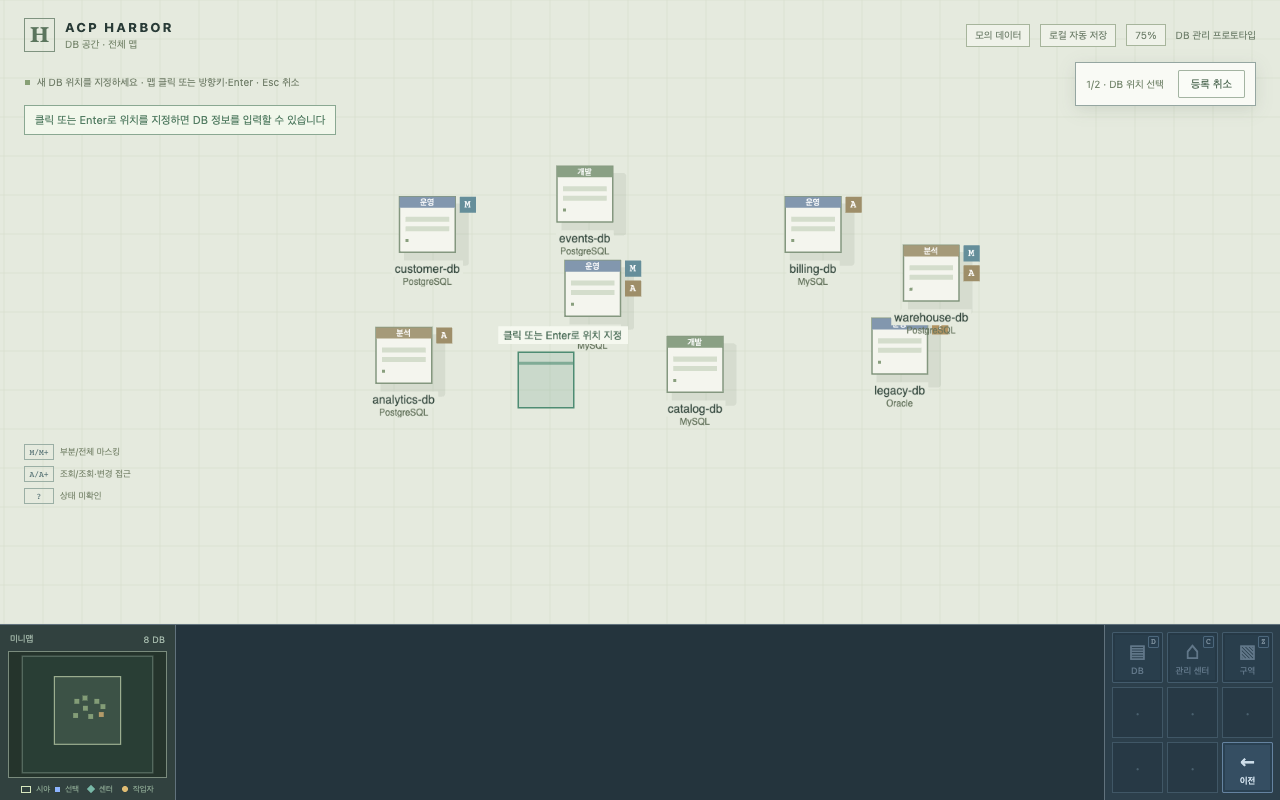 H
ACP HARBOR
DB 공간 · 전체 맵
모의 데이터
로컬 자동 저장
75%
DB 관리 프로토타입
새 DB 위치를 지정하세요 · 맵 클릭 또는 방향키·Enter · Esc 취소
1/2 · DB 위치 선택
등록 취소
클릭 또는 Enter로 위치를 지정하면 DB 정보를 입력할 수 있습니다
개발
events-db
PostgreSQL
운영
M
customer-db
PostgreSQL
운영
A
billing-db
MySQL
분석
M
A
warehouse-db
PostgreSQL
운영
M
A
클릭 또는 Enter로 위치 지정
MySQL
분석
A
analytics-db
PostgreSQL
개발
catalog-db
MySQL
legacy-db
Oracle
M/M+ 부분/전체 마스킹
A/A+ 조회/조회·변경 접근
? 상태 미확인
미니맵
8 DB
시야 선택 센터 작업자
D
DB
C
관리 센터
Z
구역
←
이전